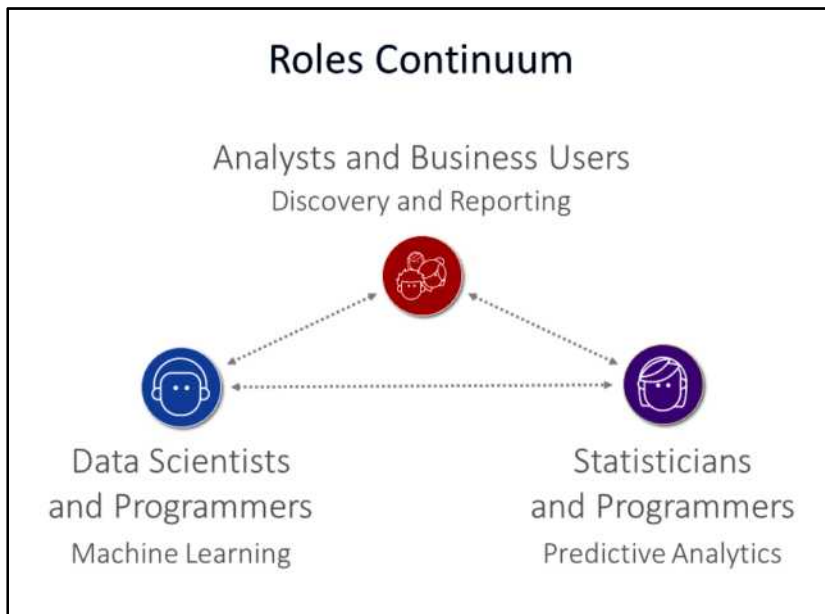 Roles Continuum
Analysts and Business Users
Discovery and Reporting
Data Scientists
and Programmers
Machine Learning
Statisticians
and Programmers
Predictive Analytics